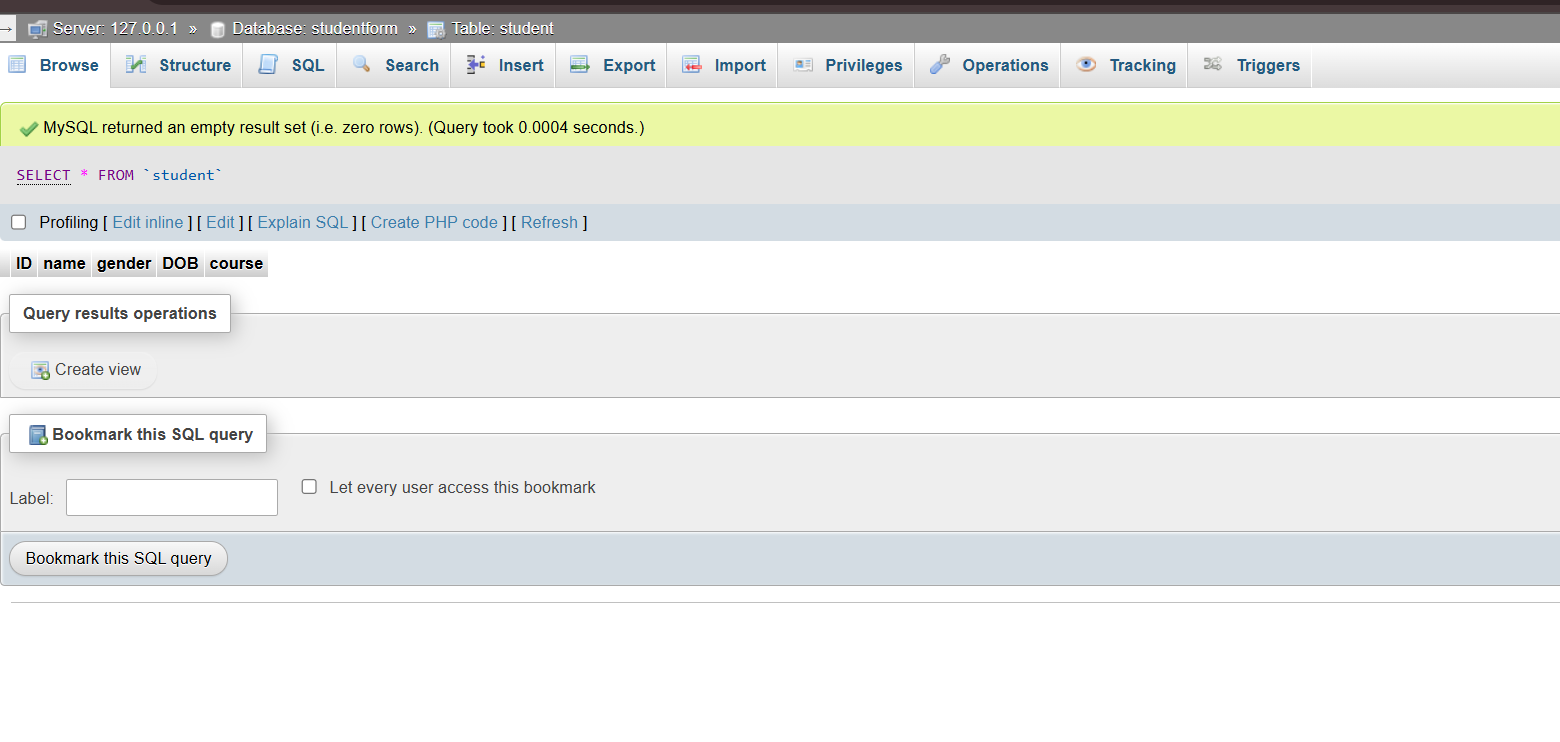 Server: 127.0.0.1 » Database: studentform » Table: student
Browse Structure SQL Search Insert Export Import Privileges Operations Tracking Triggers
MySQL returned an empty result set (i.e. zero rows). (Query took 0.0004 seconds.)
SELECT * FROM `student`
Profiling [ Edit inline ] [ Edit ] [ Explain SQL ] [ Create PHP code ] [ Refresh ]
ID name gender DOB course
Query results operations
Create view
Bookmark this SQL query
Label: Let every user access this bookmark
Bookmark this SQL query